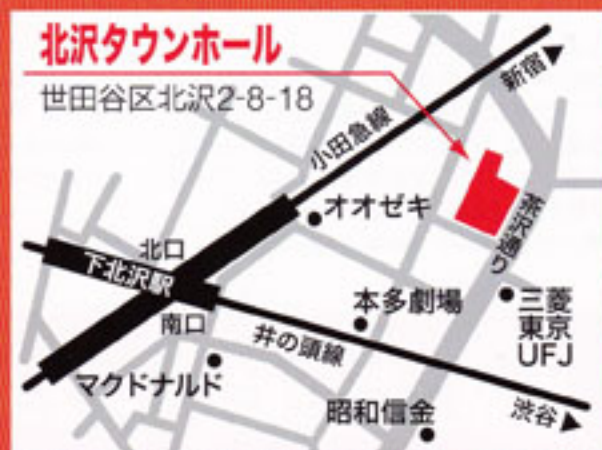 北沢タウンホール
世田谷区北沢2-8-18
新宿▶
小田急線
オオゼキ
茶沢通り
北口
下北沢駅
南口
本多劇場
三菱
東京
UFJ
井の頭線
マクドナルド
昭和信金
渋谷▶